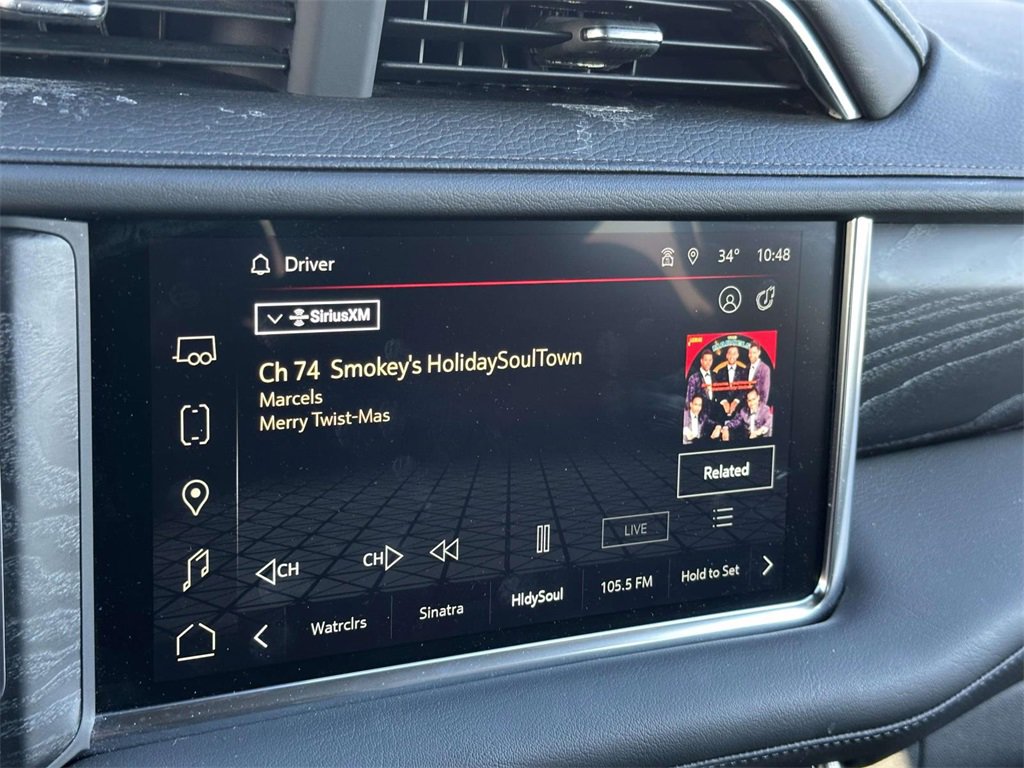 Driver
34° 10:48
SiriusXM
Ch 74 Smokey's HolidaySoulTown
Marcels
Merry Twist-Mas
Related
CH
CH
LIVE
Watrclrs
Sinatra
HldySoul
105.5 FM
Hold to Set